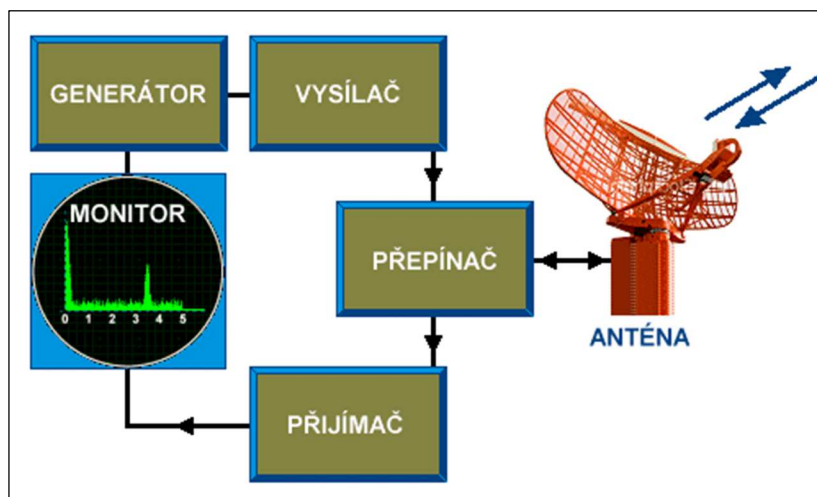 GENERÁTOR
VYSÍLAČ
MONITOR
0 1 2 3 4 5
PŘEPÍNAČ
ANTÉNA
PŘIJÍMAČ